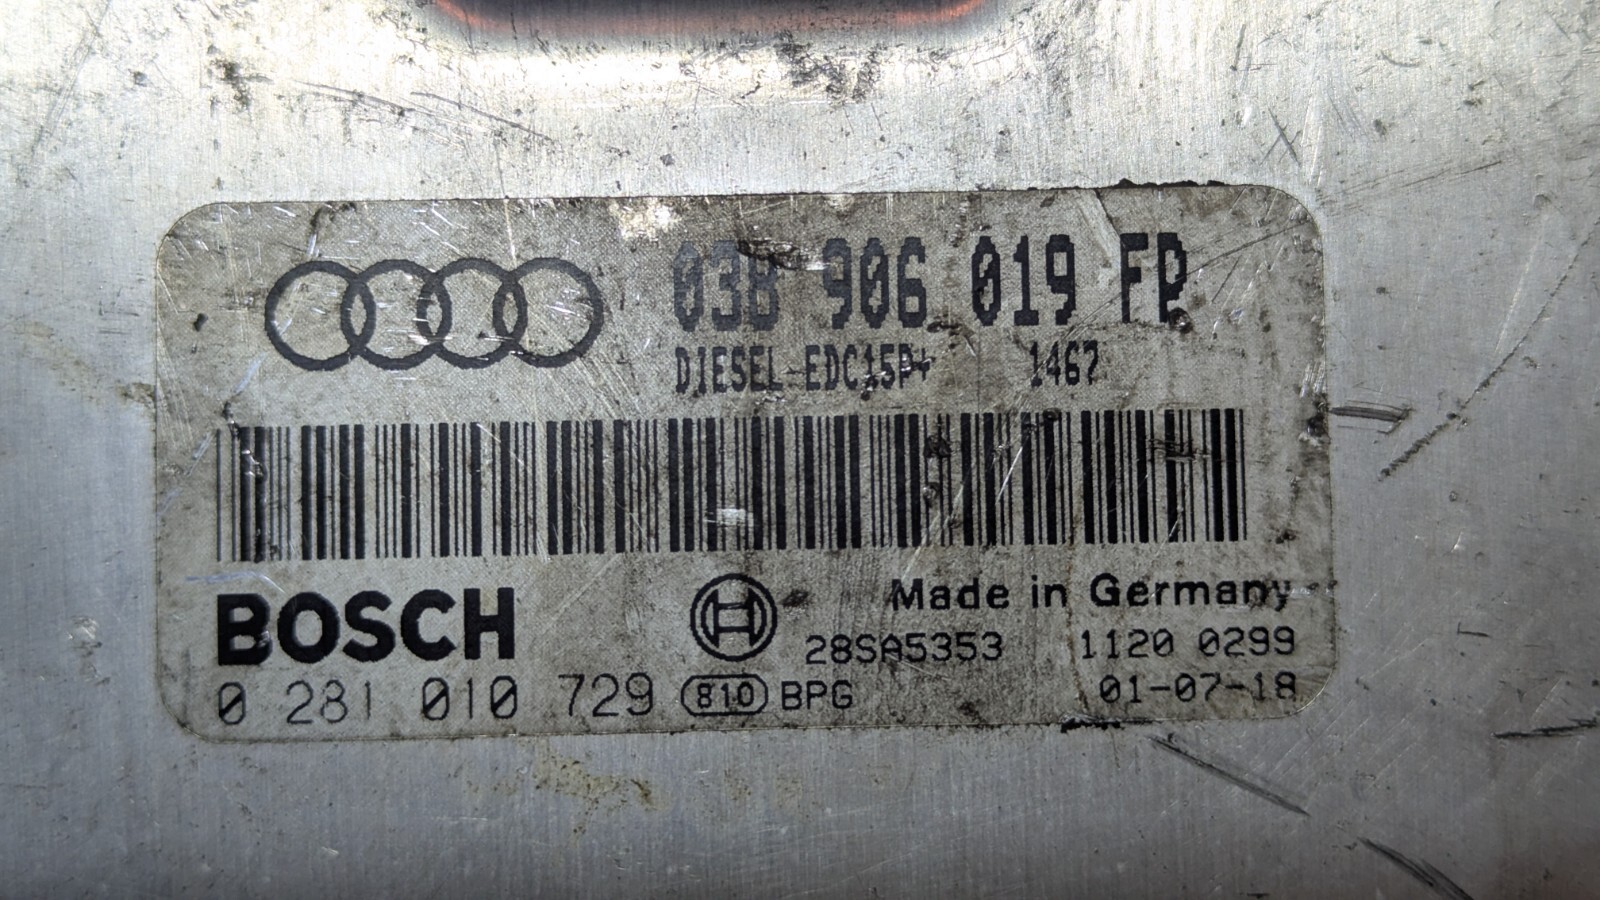 038 906 019 FP
DIESEL EDC15P+ 1467
BOSCH
Made in Germany
28SA5353 1120 0299
0 281 010 729 810 BPG 01-07-18